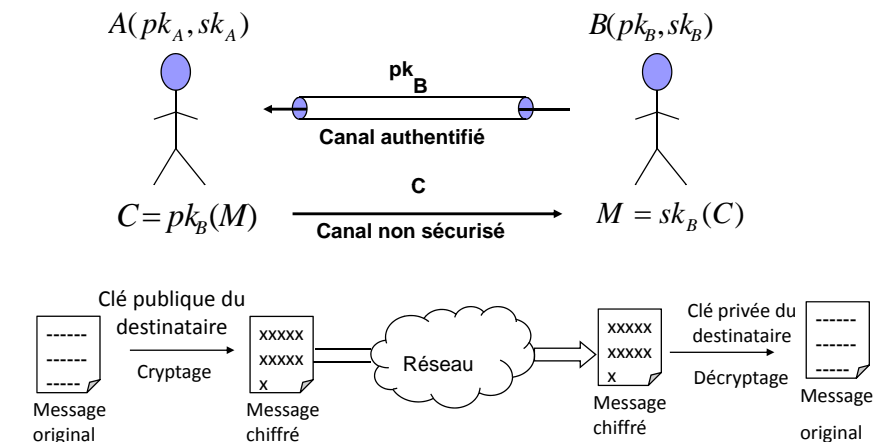 A(pk_A, sk_A)
B(pk_B, sk_B)
pk_B
Canal authentifié
C
C = pk_B(M)
Canal non sécurisé
M = sk_B(C)
Clé publique du
destinataire
Cryptage
------
------
-----
Message
original
xxxxx
xxxxx
x
Message
chiffré
Réseau
xxxxx
xxxxx
x
Message
chiffré
Clé privée du
destinataire
Décryptage
------
------
-----
Message
original